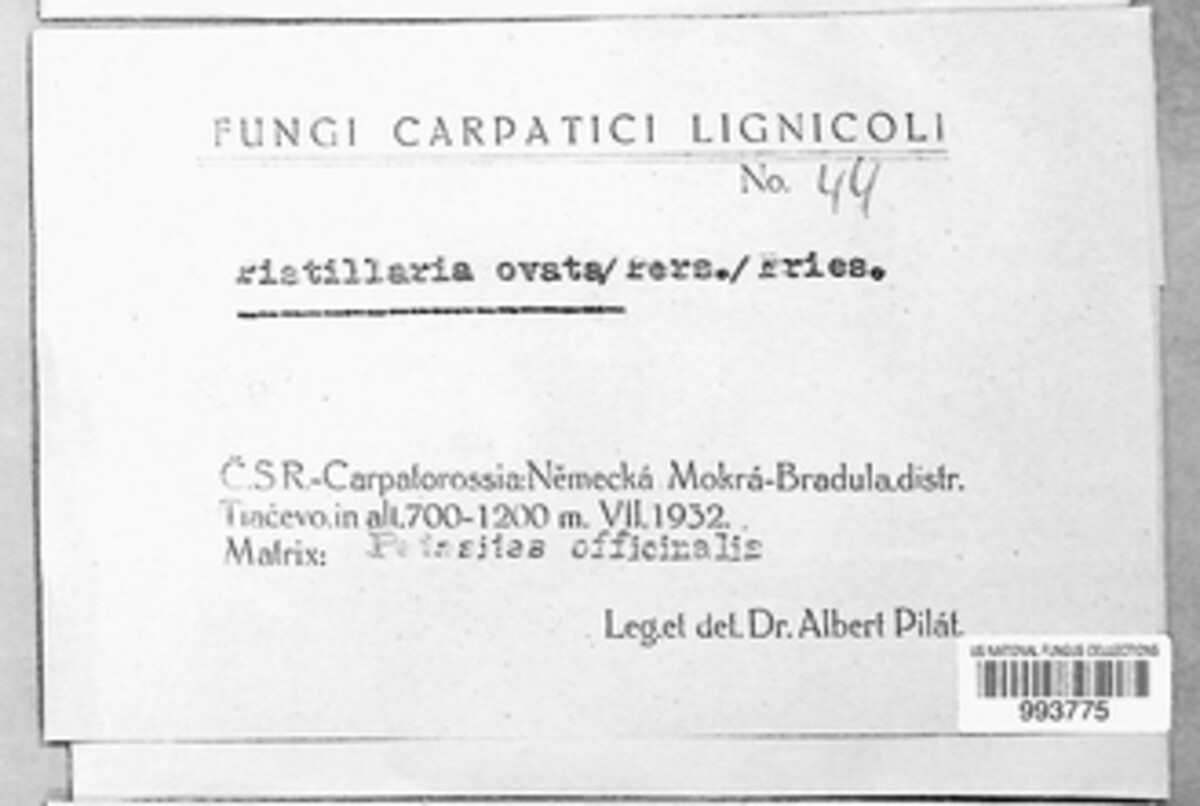 FUNGI CARPATICI LIGNICOLI
No. 44
Pistillaria ovata/Pers./Fries.
Č.S R.-Carpatorossia: Německá Mokrá-Bradula, distr.
Tiačevo, in alt. 700-1200 m. VII. 1932.
Matrix: Petasites officinalis
Leg. et det. Dr. Albert Pilát.
US NATIONAL FUNGUS COLLECTIONS
993775